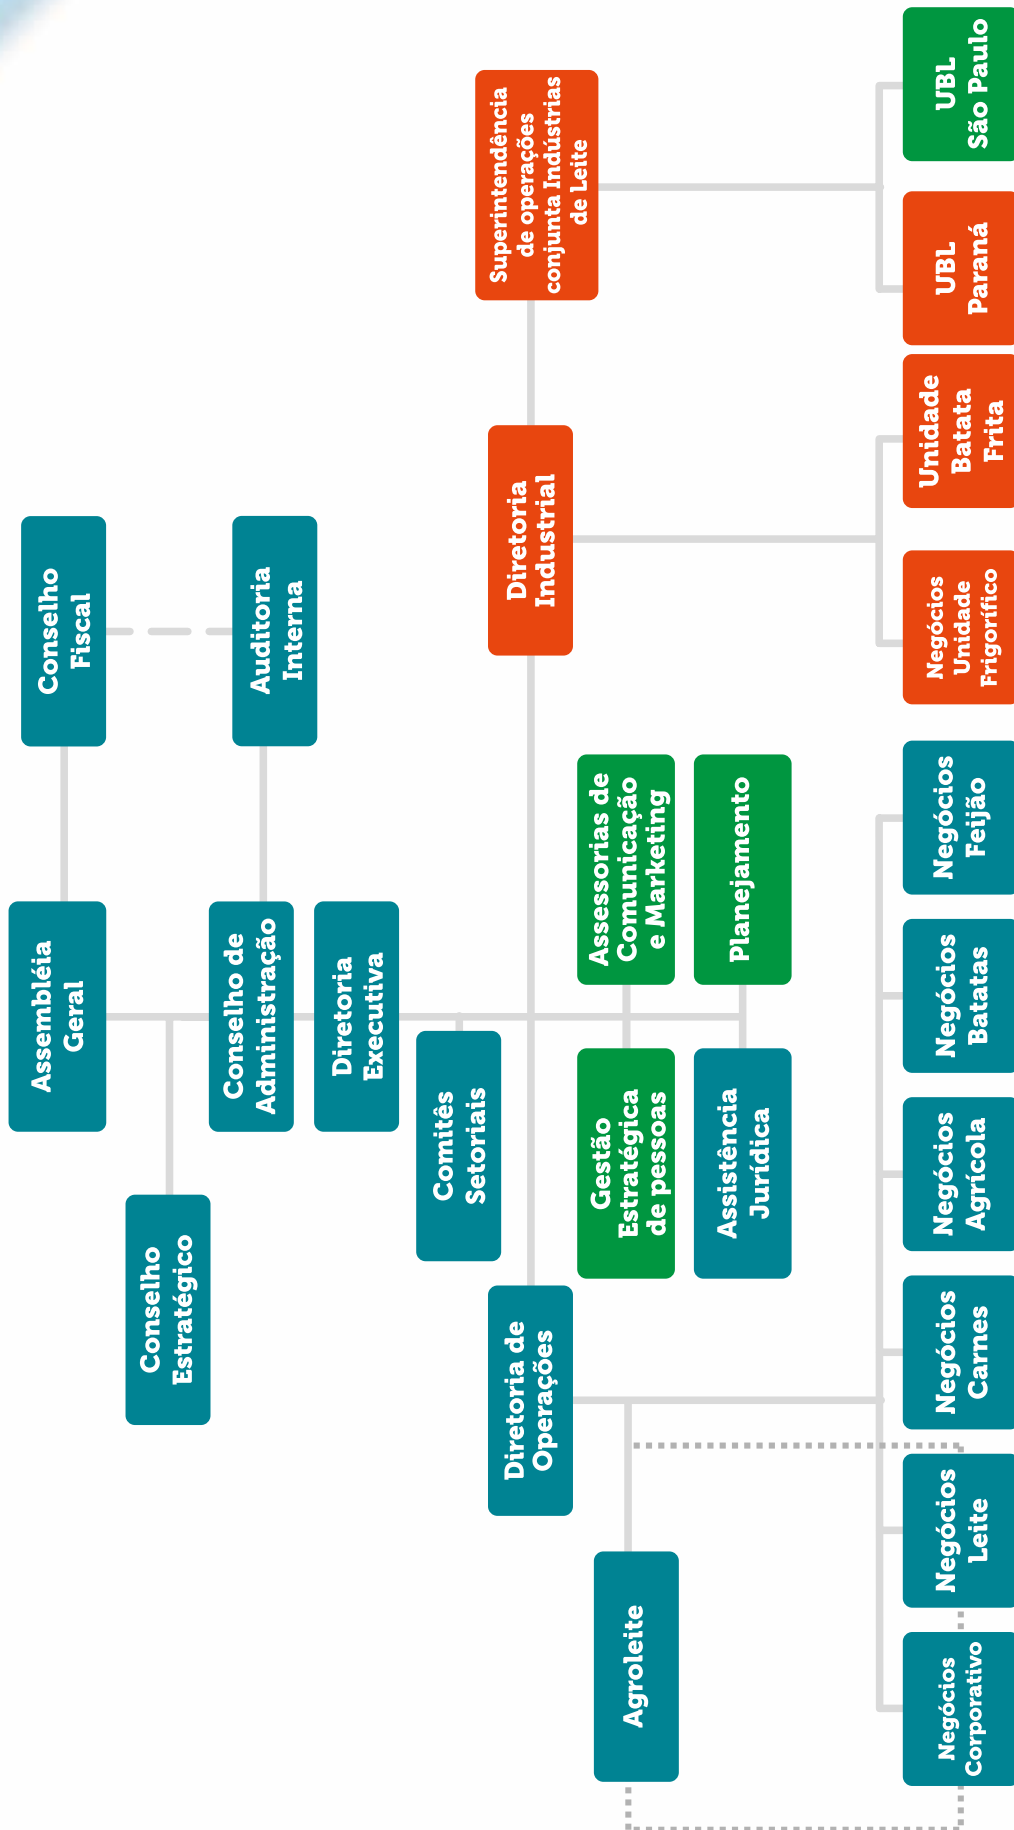 Assembléia
Geral
Conselho
Fiscal
Conselho
Estratégico
Conselho de
Administração
Auditoria
Interna
Diretoria
Executiva
Comitês
Setoriais
Diretoria de
Operações
Diretoria
Industrial
Superintendência
de operações
conjunta Indústrias
de Leite
Gestão
Estratégica
de pessoas
Assessorias de
Comunicação
e Marketing
Agroleite
Assistência
Jurídica
Planejamento
Negócios
Corporativo
Negócios
Leite
Negócios
Carnes
Negócios
Agrícola
Negócios
Batatas
Negócios
Feijão
Negócios
Unidade
Frigorífico
Unidade
Batata
Frita
UBL
Paraná
UBL
São Paulo